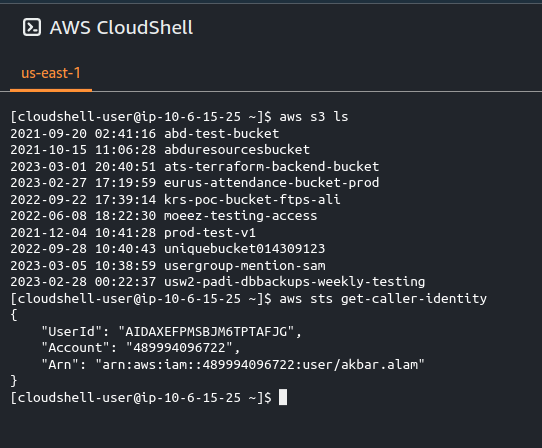 AWS CloudShell
us-east-1
[cloudshell-user@ip-10-6-15-25 ~]$ aws s3 ls
2021-09-20 02:41:16 abd-test-bucket
2021-10-15 11:06:28 abduresourcesbucket
2023-03-01 20:40:51 ats-terraform-backend-bucket
2023-02-27 17:19:59 eurus-attendance-bucket-prod
2022-09-22 17:39:14 krs-poc-bucket-ftps-ali
2022-06-08 18:22:30 moeez-testing-access
2021-12-04 10:41:28 prod-test-v1
2022-09-28 10:40:43 uniquebucket014309123
2023-03-05 10:38:59 usergroup-mention-sam
2023-02-28 00:22:37 usw2-padi-dbbackups-weekly-testing
[cloudshell-user@ip-10-6-15-25 ~]$ aws sts get-caller-identity
{
    "UserId": "AIDAXEFPMSBJM6TPTAFJG",
    "Account": "489994096722",
    "Arn": "arn:aws:iam::489994096722:user/akbar.alam"
}
[cloudshell-user@ip-10-6-15-25 ~]$